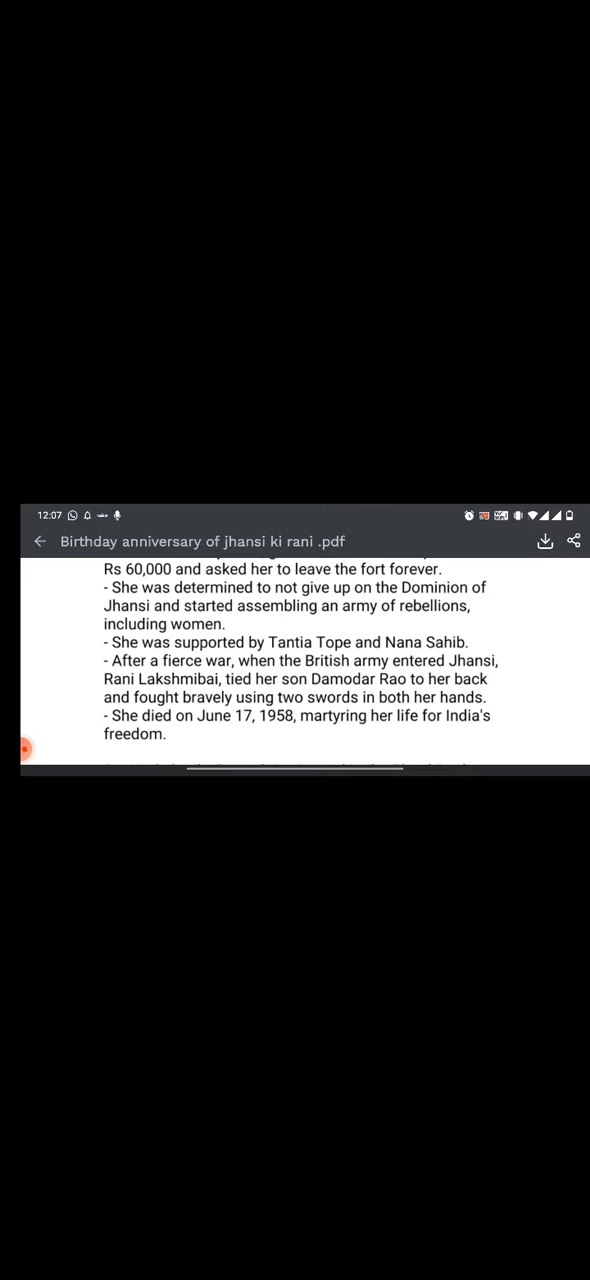 12:07
Birthday anniversary of jhansi ki rani .pdf
Rs 60,000 and asked her to leave the fort forever.
- She was determined to not give up on the Dominion of
Jhansi and started assembling an army of rebellions,
including women.
- She was supported by Tantia Tope and Nana Sahib.
- After a fierce war, when the British army entered Jhansi,
Rani Lakshmibai, tied her son Damodar Rao to her back
and fought bravely using two swords in both her hands.
- She died on June 17, 1958, martyring her life for India's
freedom.